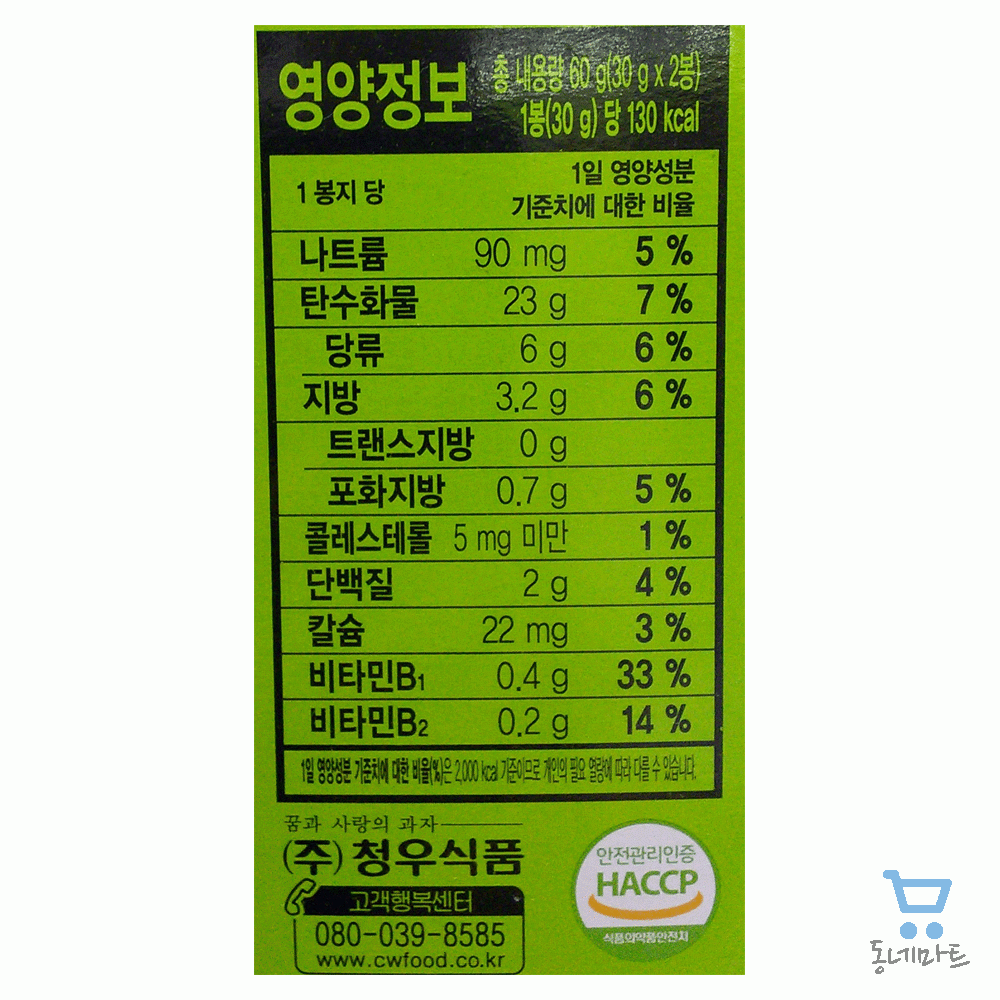 영양정보
총 내용량 60 g(30 g x 2봉)
1봉(30 g) 당 130 kcal
1 봉지 당
1일 영양성분
기준치에 대한 비율
나트륨 90 mg 5 %
탄수화물 23 g 7 %
당류 6 g 6 %
지방 3.2 g 6 %
트랜스지방 0 g
포화지방 0.7 g 5 %
콜레스테롤 5 mg 미만 1 %
단백질 2 g 4 %
칼슘 22 mg 3 %
비타민B1 0.4 g 33 %
비타민B2 0.2 g 14 %
1일 영양성분 기준치에 대한 비율(%)은 2,000 kcal 기준이므로 개인의 필요 열량에 따라 다를 수 있습니다.
꿈과 사랑의 과자
(주)청우식품
고객행복센터
080-039-8585
www.cwfood.co.kr
안전관리인증
HACCP
식품의약품안전처
동네마트